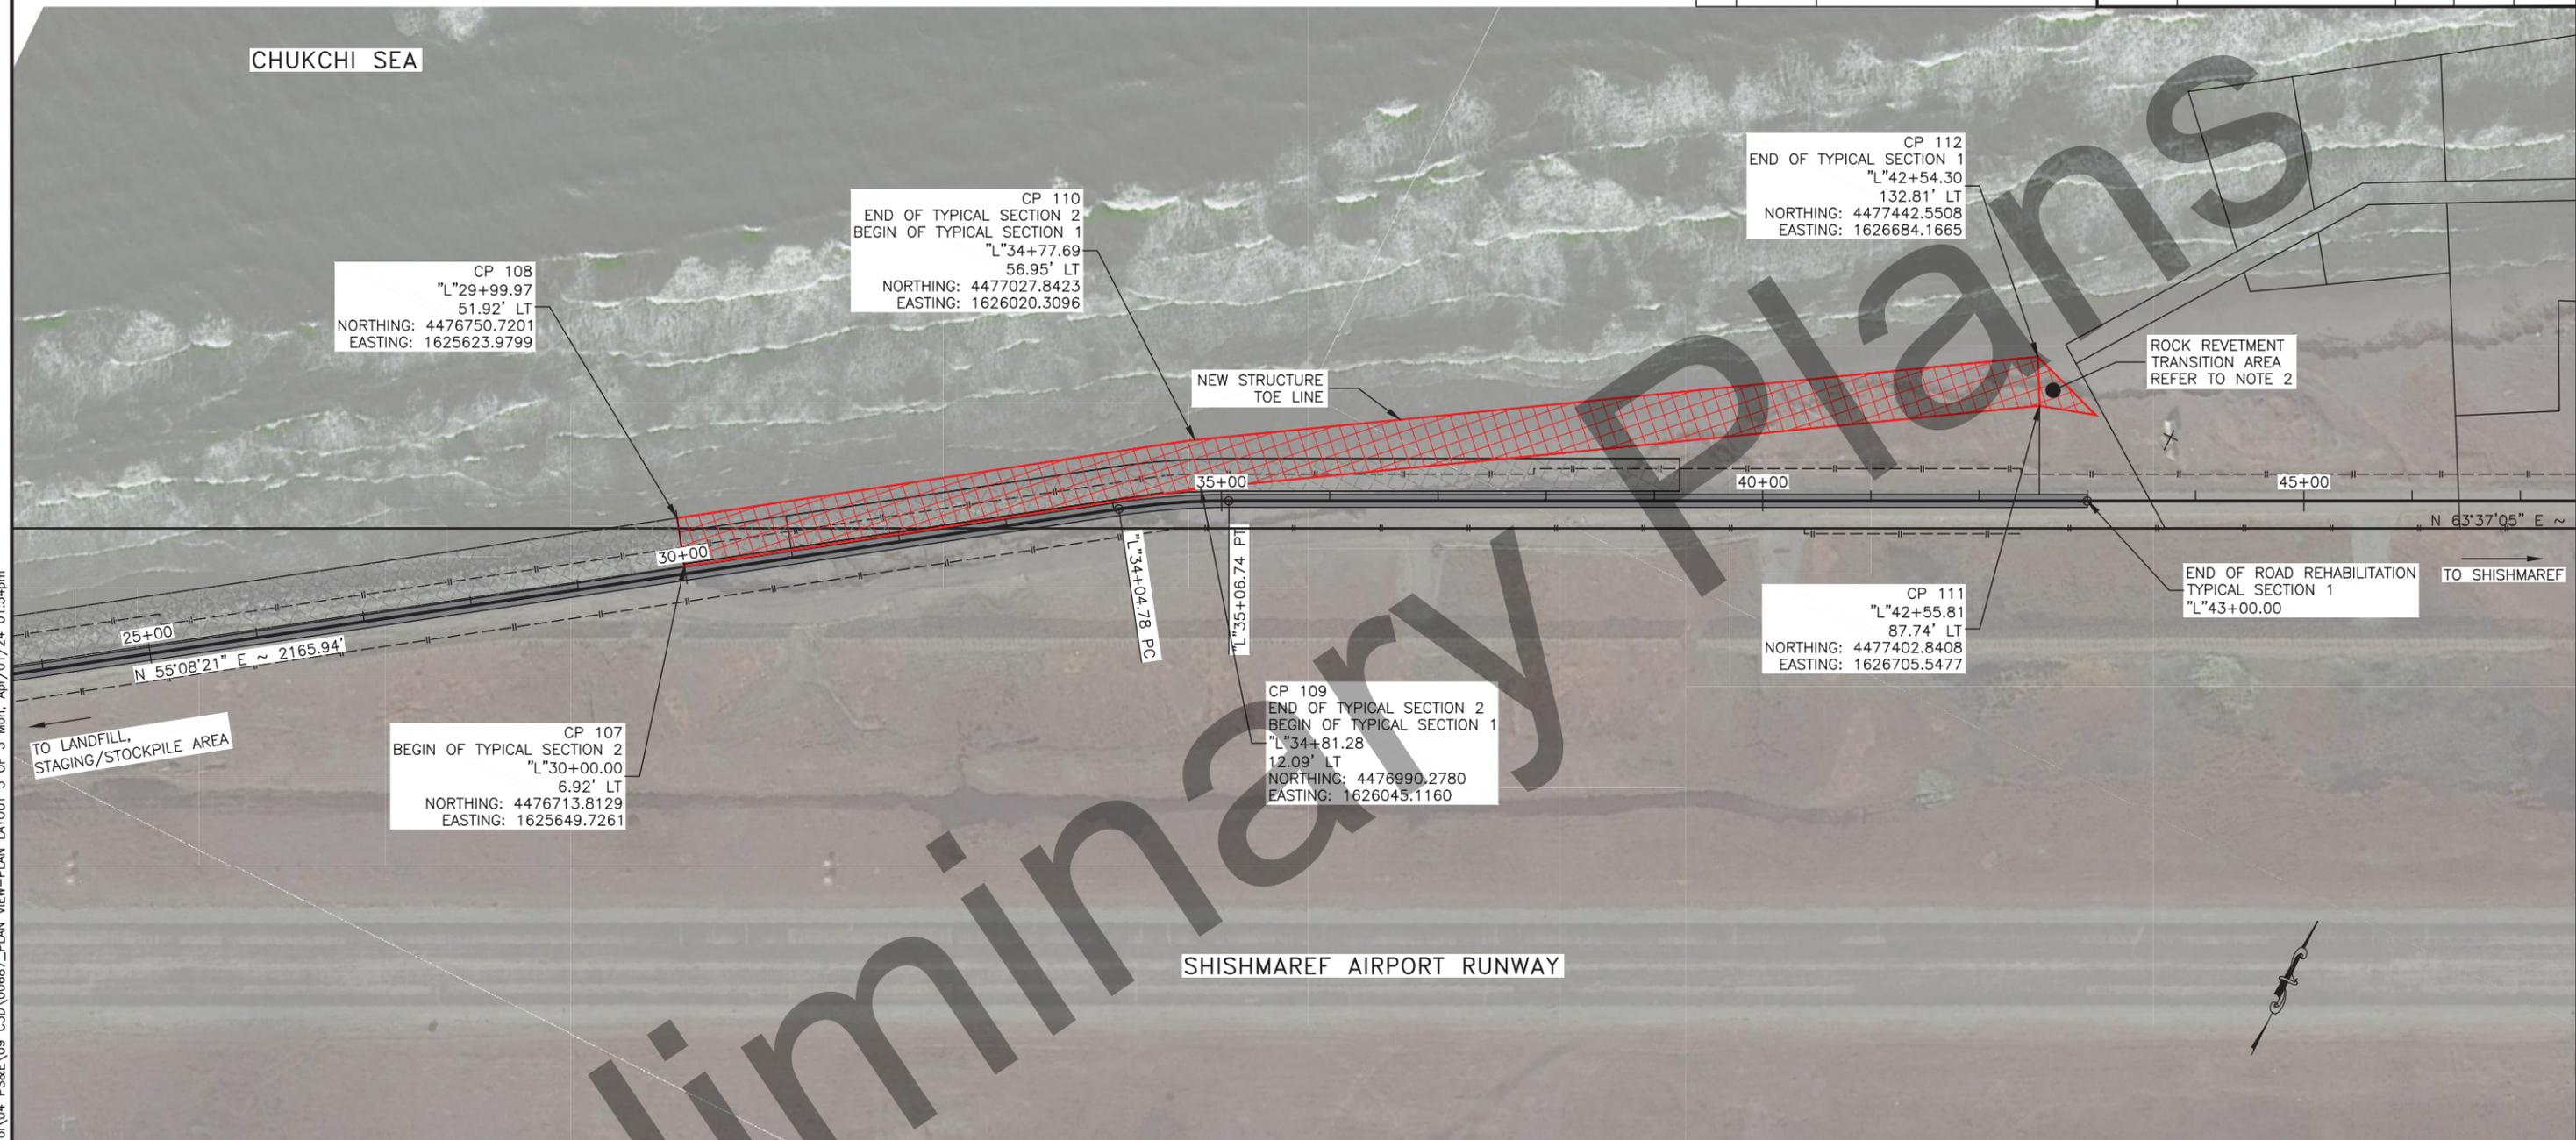 CHUKCHI SEA
CP 112
END OF TYPICAL SECTION 1
"L"42+54.30
132.81' LT
NORTHING: 4477442.5508
EASTING: 1626684.1665
CP 110
END OF TYPICAL SECTION 2
BEGIN OF TYPICAL SECTION 1
"L"34+77.69
56.95' LT
NORTHING: 4477027.8423
EASTING: 1626020.3096
CP 108
"L"29+99.97
51.92' LT
NORTHING: 4476750.7201
EASTING: 1625623.9799
ROCK REVETMENT
TRANSITION AREA
REFER TO NOTE 2
NEW STRUCTURE
TOE LINE
25+00
30+00
35+00
40+00
45+00
N 63°37'05" E ~
N 55°08'21" E ~ 2165.94'
"L"34+04.78 PC
"L"35+06.74 PT
TO SHISHMAREF
END OF ROAD REHABILITATION
TYPICAL SECTION 1
"L"43+00.00
CP 111
"L"42+55.81
87.74' LT
NORTHING: 4477402.8408
EASTING: 1626705.5477
CP 109
END OF TYPICAL SECTION 2
BEGIN OF TYPICAL SECTION 1
"L"34+81.28
12.09' LT
NORTHING: 4476990.2780
EASTING: 1626045.1160
TO LANDFILL,
STAGING/STOCKPILE AREA
CP 107
BEGIN OF TYPICAL SECTION 2
"L"30+00.00
6.92' LT
NORTHING: 4476713.8129
EASTING: 1625649.7261
SHISHMAREF AIRPORT RUNWAY
liminary Plans